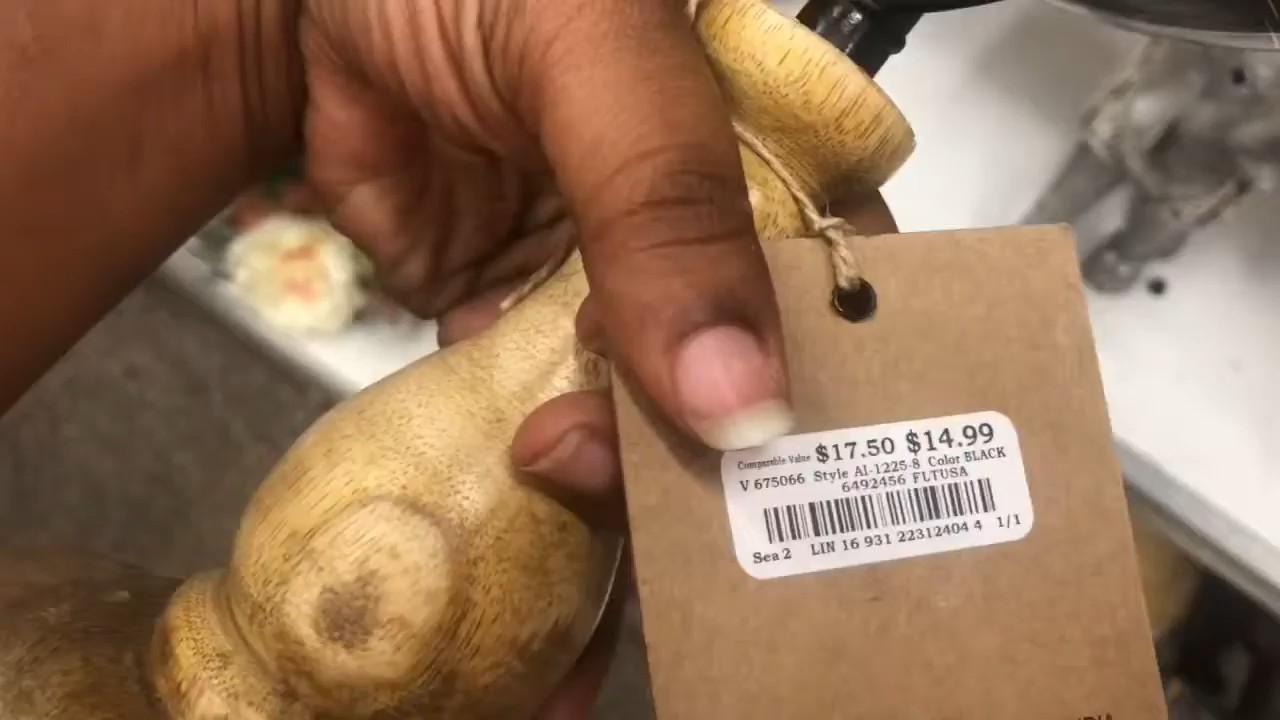 Comparable Value $17.50 $14.99
V 675066 Style AI-1225-8 Color BLACK
6492456 FLTUSA
Sea 2 LIN 16 931 22312404 4 1/1